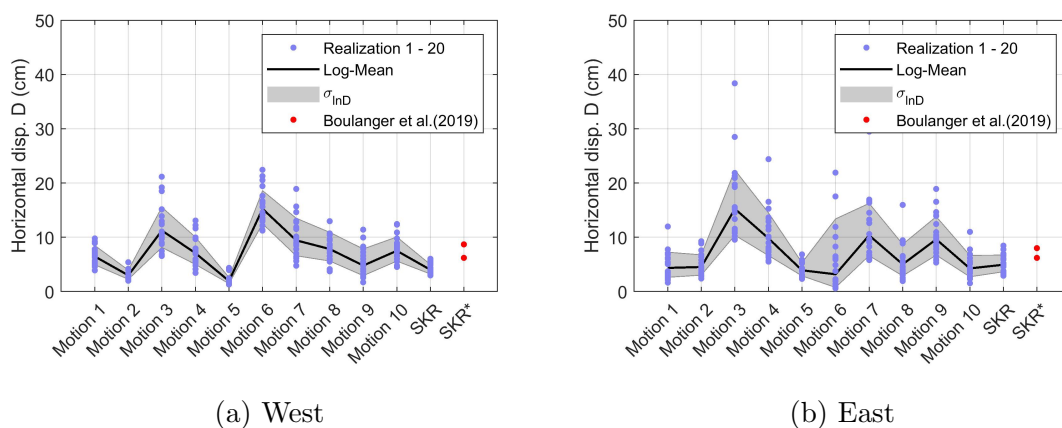 50
40
30
20
10
0
Horizontal disp. D (cm)
Realization 1 - 20
Log-Mean
σlnD
Boulanger et al.(2019)
Motion 1
Motion 2
Motion 3
Motion 4
Motion 5
Motion 6
Motion 7
Motion 8
Motion 9
Motion 10
SKR
SKR*
(a) West
50
40
30
20
10
0
Horizontal disp. D (cm)
Realization 1 - 20
Log-Mean
σlnD
Boulanger et al.(2019)
Motion 1
Motion 2
Motion 3
Motion 4
Motion 5
Motion 6
Motion 7
Motion 8
Motion 9
Motion 10
SKR
SKR*
(b) East